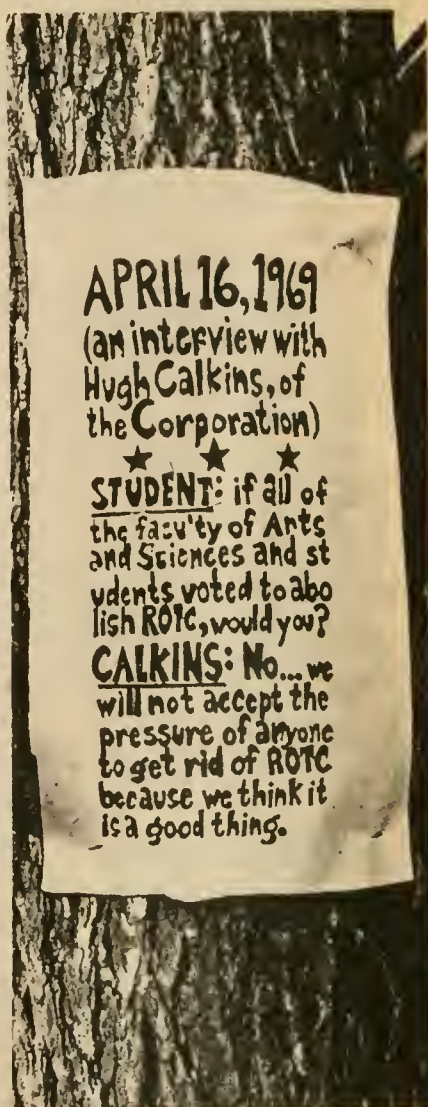 APRIL 16, 1969
(an interview with
Hugh Calkins, of
the Corporation)
★ ★ ★
STUDENT: if all of
the facu'ty of Arts
and Sciences and st
udents voted to abo
lish ROTC, would you?
CALKINS: No... we
will not accept the
pressure of anyone
to get rid of ROTC
because we think it
is a good thing.